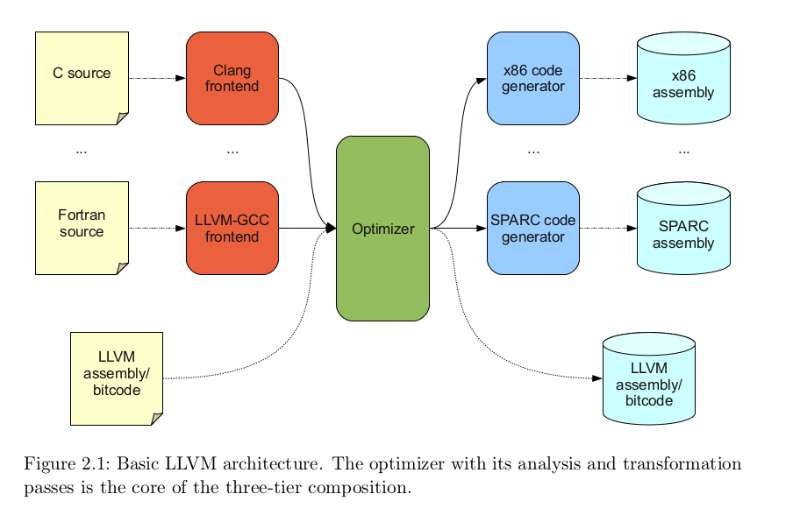 C source
Clang
frontend
x86 code
generator
x86
assembly
...
...
...
...
Fortran
source
LLVM-GCC
frontend
Optimizer
SPARC code
generator
SPARC
assembly
LLVM
assembly/
bitcode
LLVM
assembly/
bitcode
Figure 2.1: Basic LLVM architecture. The optimizer with its analysis and transformation
passes is the core of the three-tier composition.